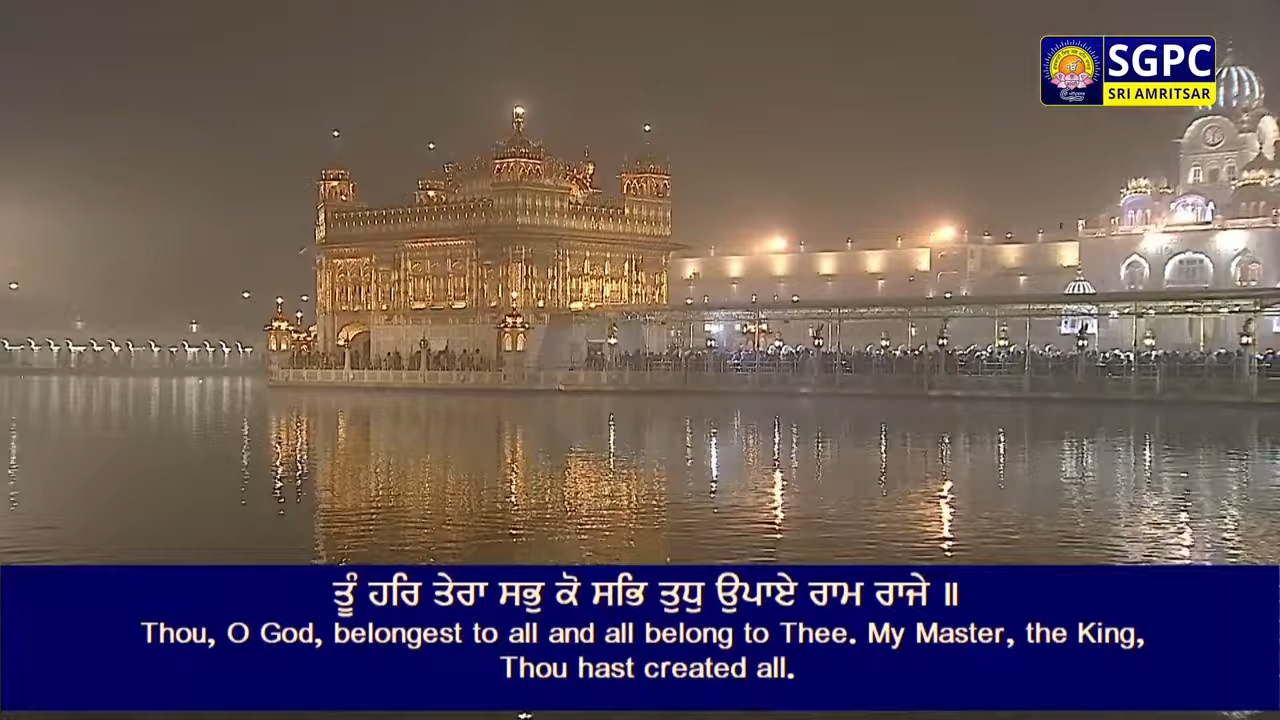 SGPC
SRI AMRITSAR
ਤੂੰ ਹਰਿ ਤੇਰਾ ਸਭੁ ਕੋ ਸਭਿ ਤੁਧੁ ਉਪਾਏ ਰਾਮ ਰਾਜੇ ॥
Thou, O God, belongest to all and all belong to Thee. My Master, the King,
Thou hast created all.